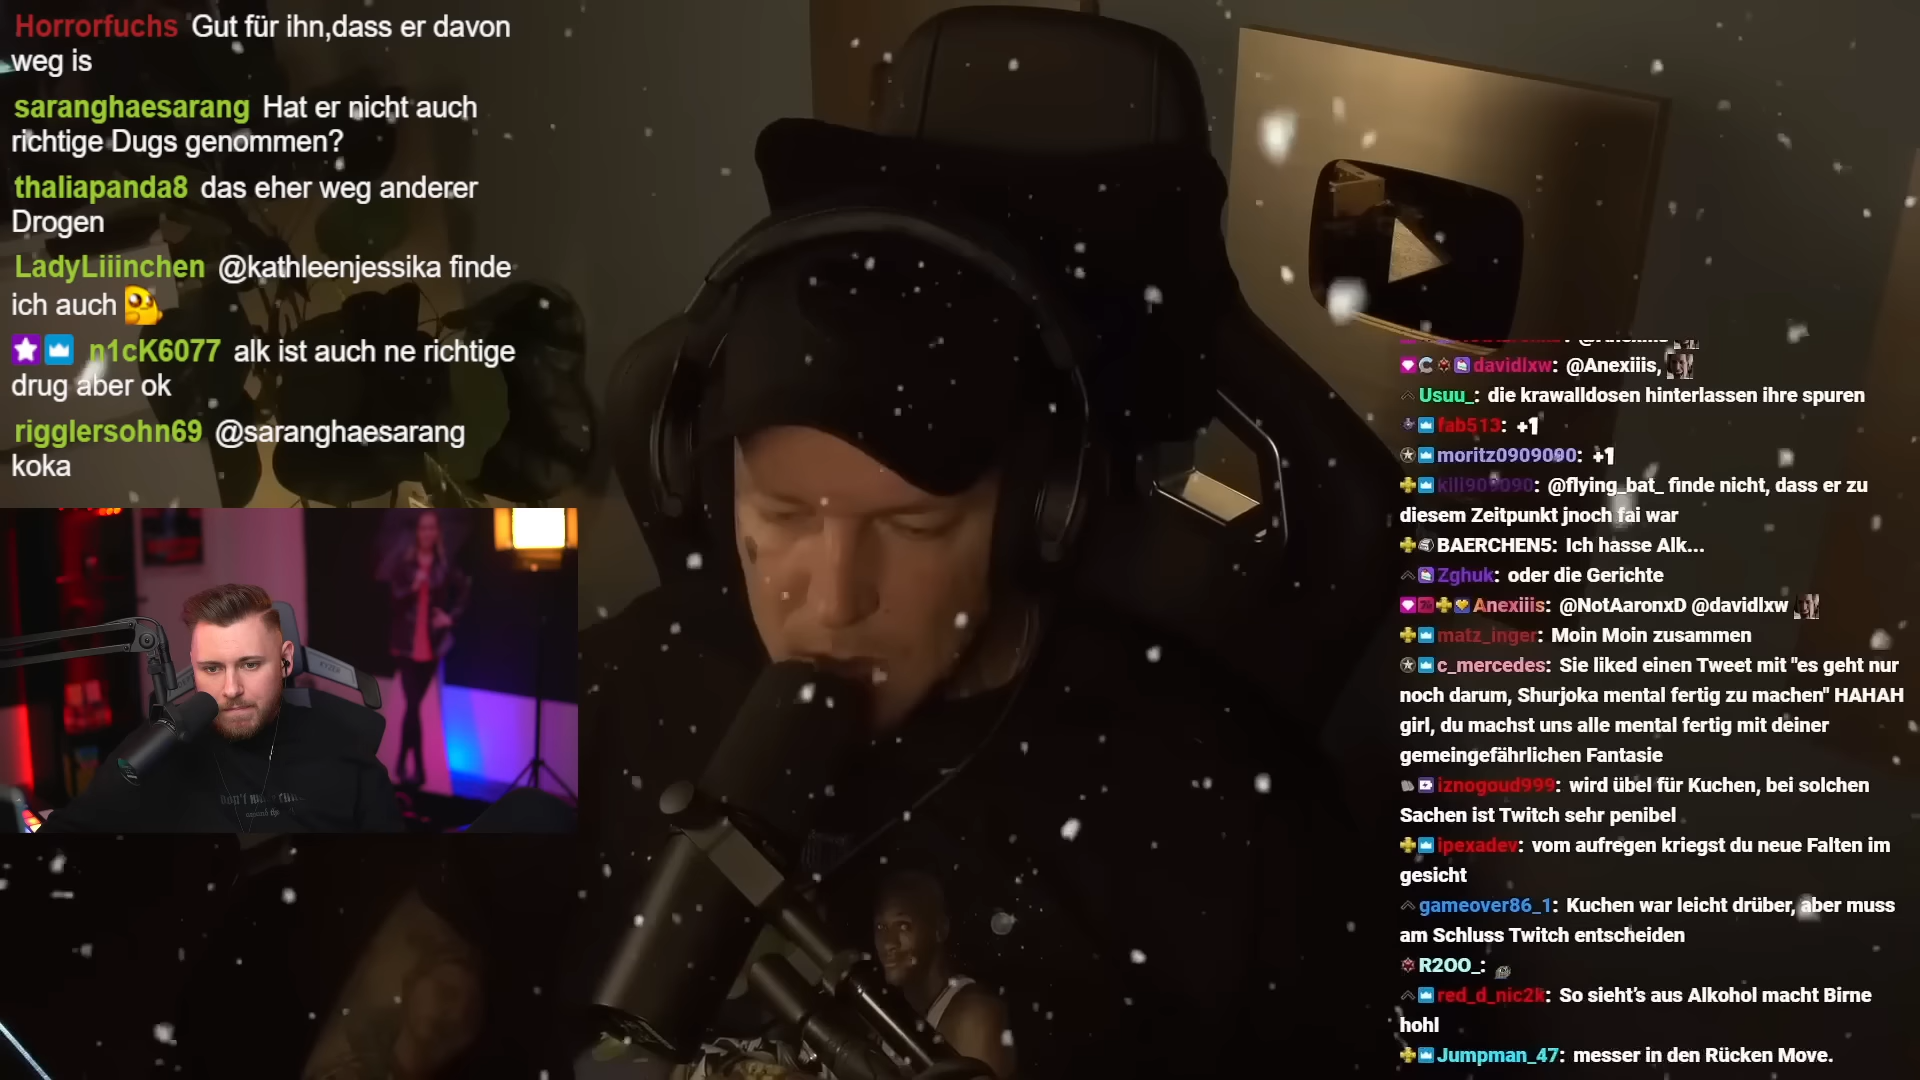 Horrorfuchs Gut für ihn,dass er davon
weg is
saranghaesarang Hat er nicht auch
richtige Dugs genommen?
thaliapanda8 das eher weg anderer
Drogen
LadyLiiinchen @kathleenjessika finde
ich auch
n1cK6077 alk ist auch ne richtige
drug aber ok
rigglersohn69 @saranghaesarang
koka
davidlxw: @Anexiiis,
Usuu_: die krawalldosen hinterlassen ihre spuren
fab513: +1
moritz0909090: +1
kill909090: @flying_bat_ finde nicht, dass er zu
diesem Zeitpunkt jnoch fai war
BAERCHEN5: Ich hasse Alk...
Zghuk: oder die Gerichte
Anexiiis: @NotAaronxD @davidlxw
matz_inger: Moin Moin zusammen
c_mercedes: Sie liked einen Tweet mit "es geht nur
noch darum, Shurjoka mental fertig zu machen" HAHAH
girl, du machst uns alle mental fertig mit deiner
gemeingefährlichen Fantasie
iznogoud999: wird übel für Kuchen, bei solchen
Sachen ist Twitch sehr penibel
ipexadev: vom aufregen kriegst du neue Falten im
gesicht
gameover86_1: Kuchen war leicht drüber, aber muss
am Schluss Twitch entscheiden
R2OO_:
red_d_nic2k: So sieht's aus Alkohol macht Birne
hohl
Jumpman_47: messer in den Rücken Move.